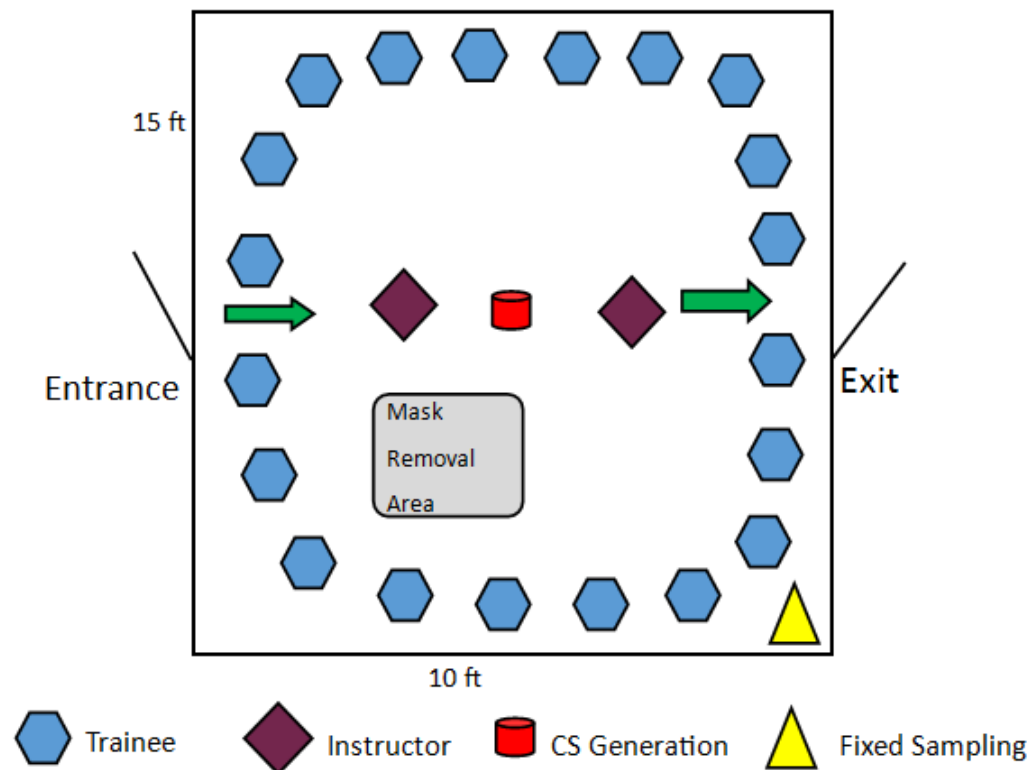 15 ft
Entrance
Exit
Mask
Removal
Area
10 ft
Trainee
Instructor
CS Generation
Fixed Sampling